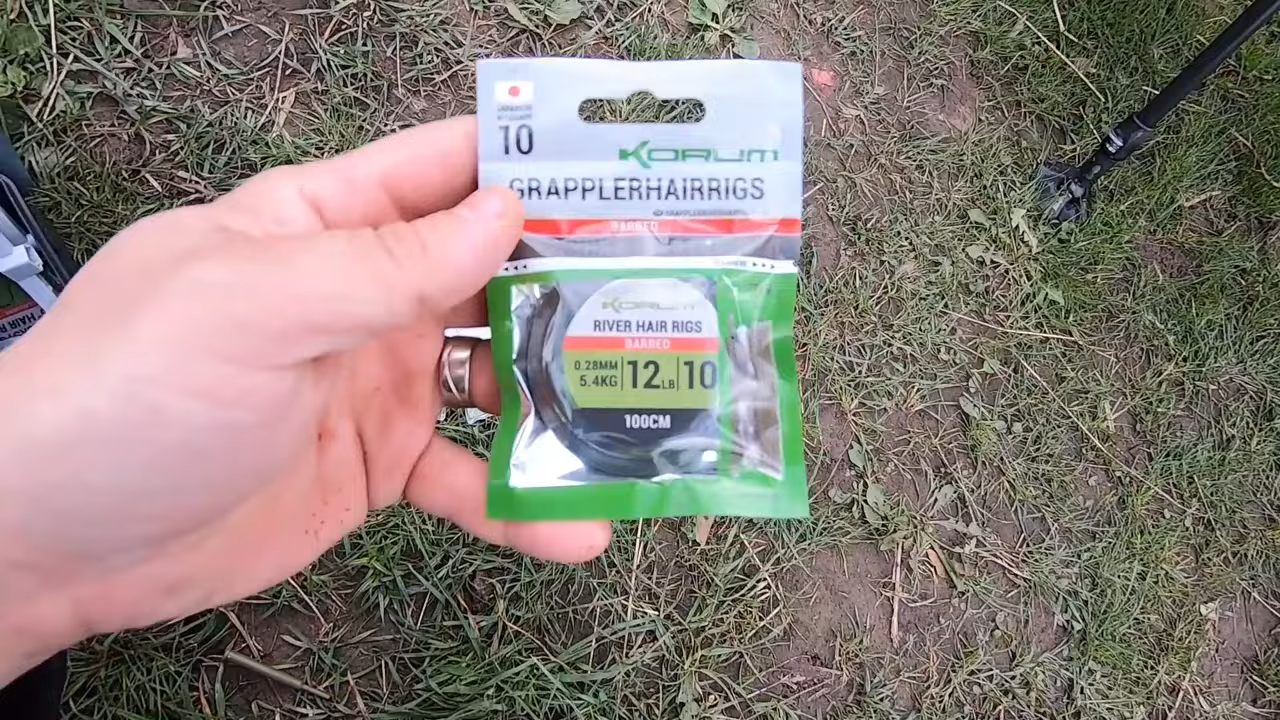 10
KORUM
GRAPPLERHAIRRIGS
BARBED
KORUM
RIVER HAIR RIGS
BARBED
0.28MM
5.4KG
12LB
10
100CM